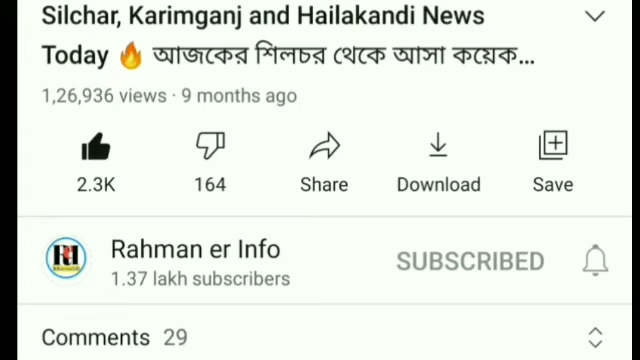 Silchar, Karimganj and Hailakandi News
Today 🔥 আজকের শিলচর থেকে আসা কয়েক...
1,26,936 views · 9 months ago
2.3K 164 Share Download Save
Rahman er Info SUBSCRIBED
1.37 lakh subscribers
Comments 29